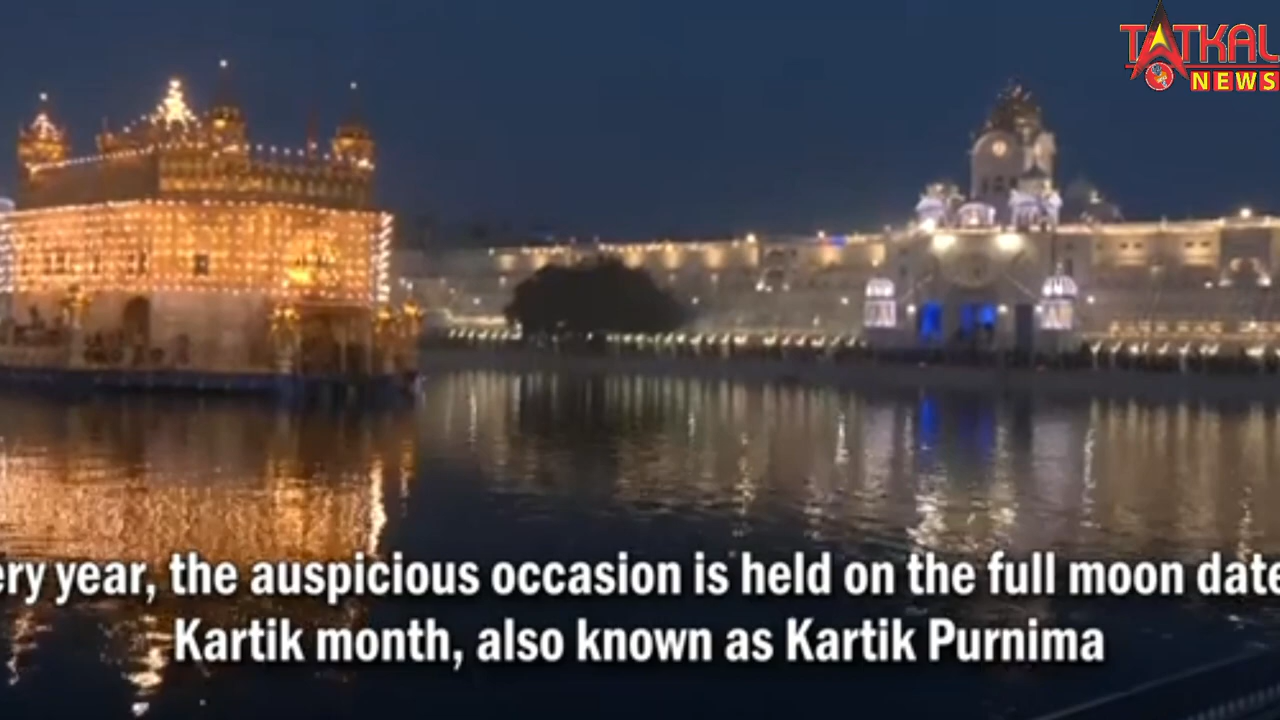 TATKAL
NEWS
ery year, the auspicious occasion is held on the full moon date
Kartik month, also known as Kartik Purnima